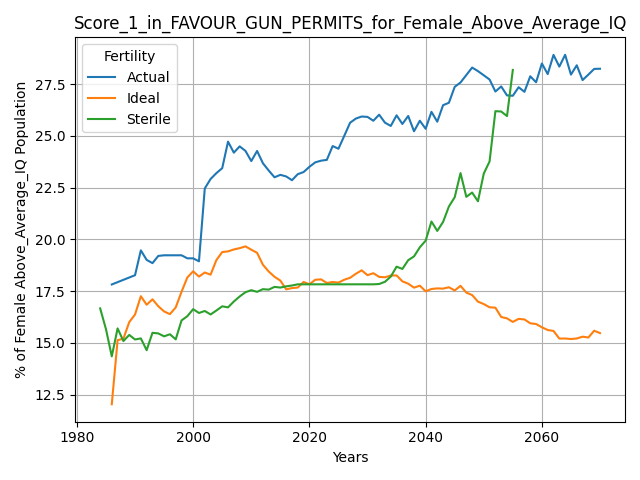 Score_1_in_FAVOUR_GUN_PERMITS_for_Female_Above_Average_IQ
Fertility
Actual
Ideal
Sterile
% of Female Above_Average_IQ Population
27.5
25.0
22.5
20.0
17.5
15.0
12.5
1980 2000 2020 2040 2060
Years